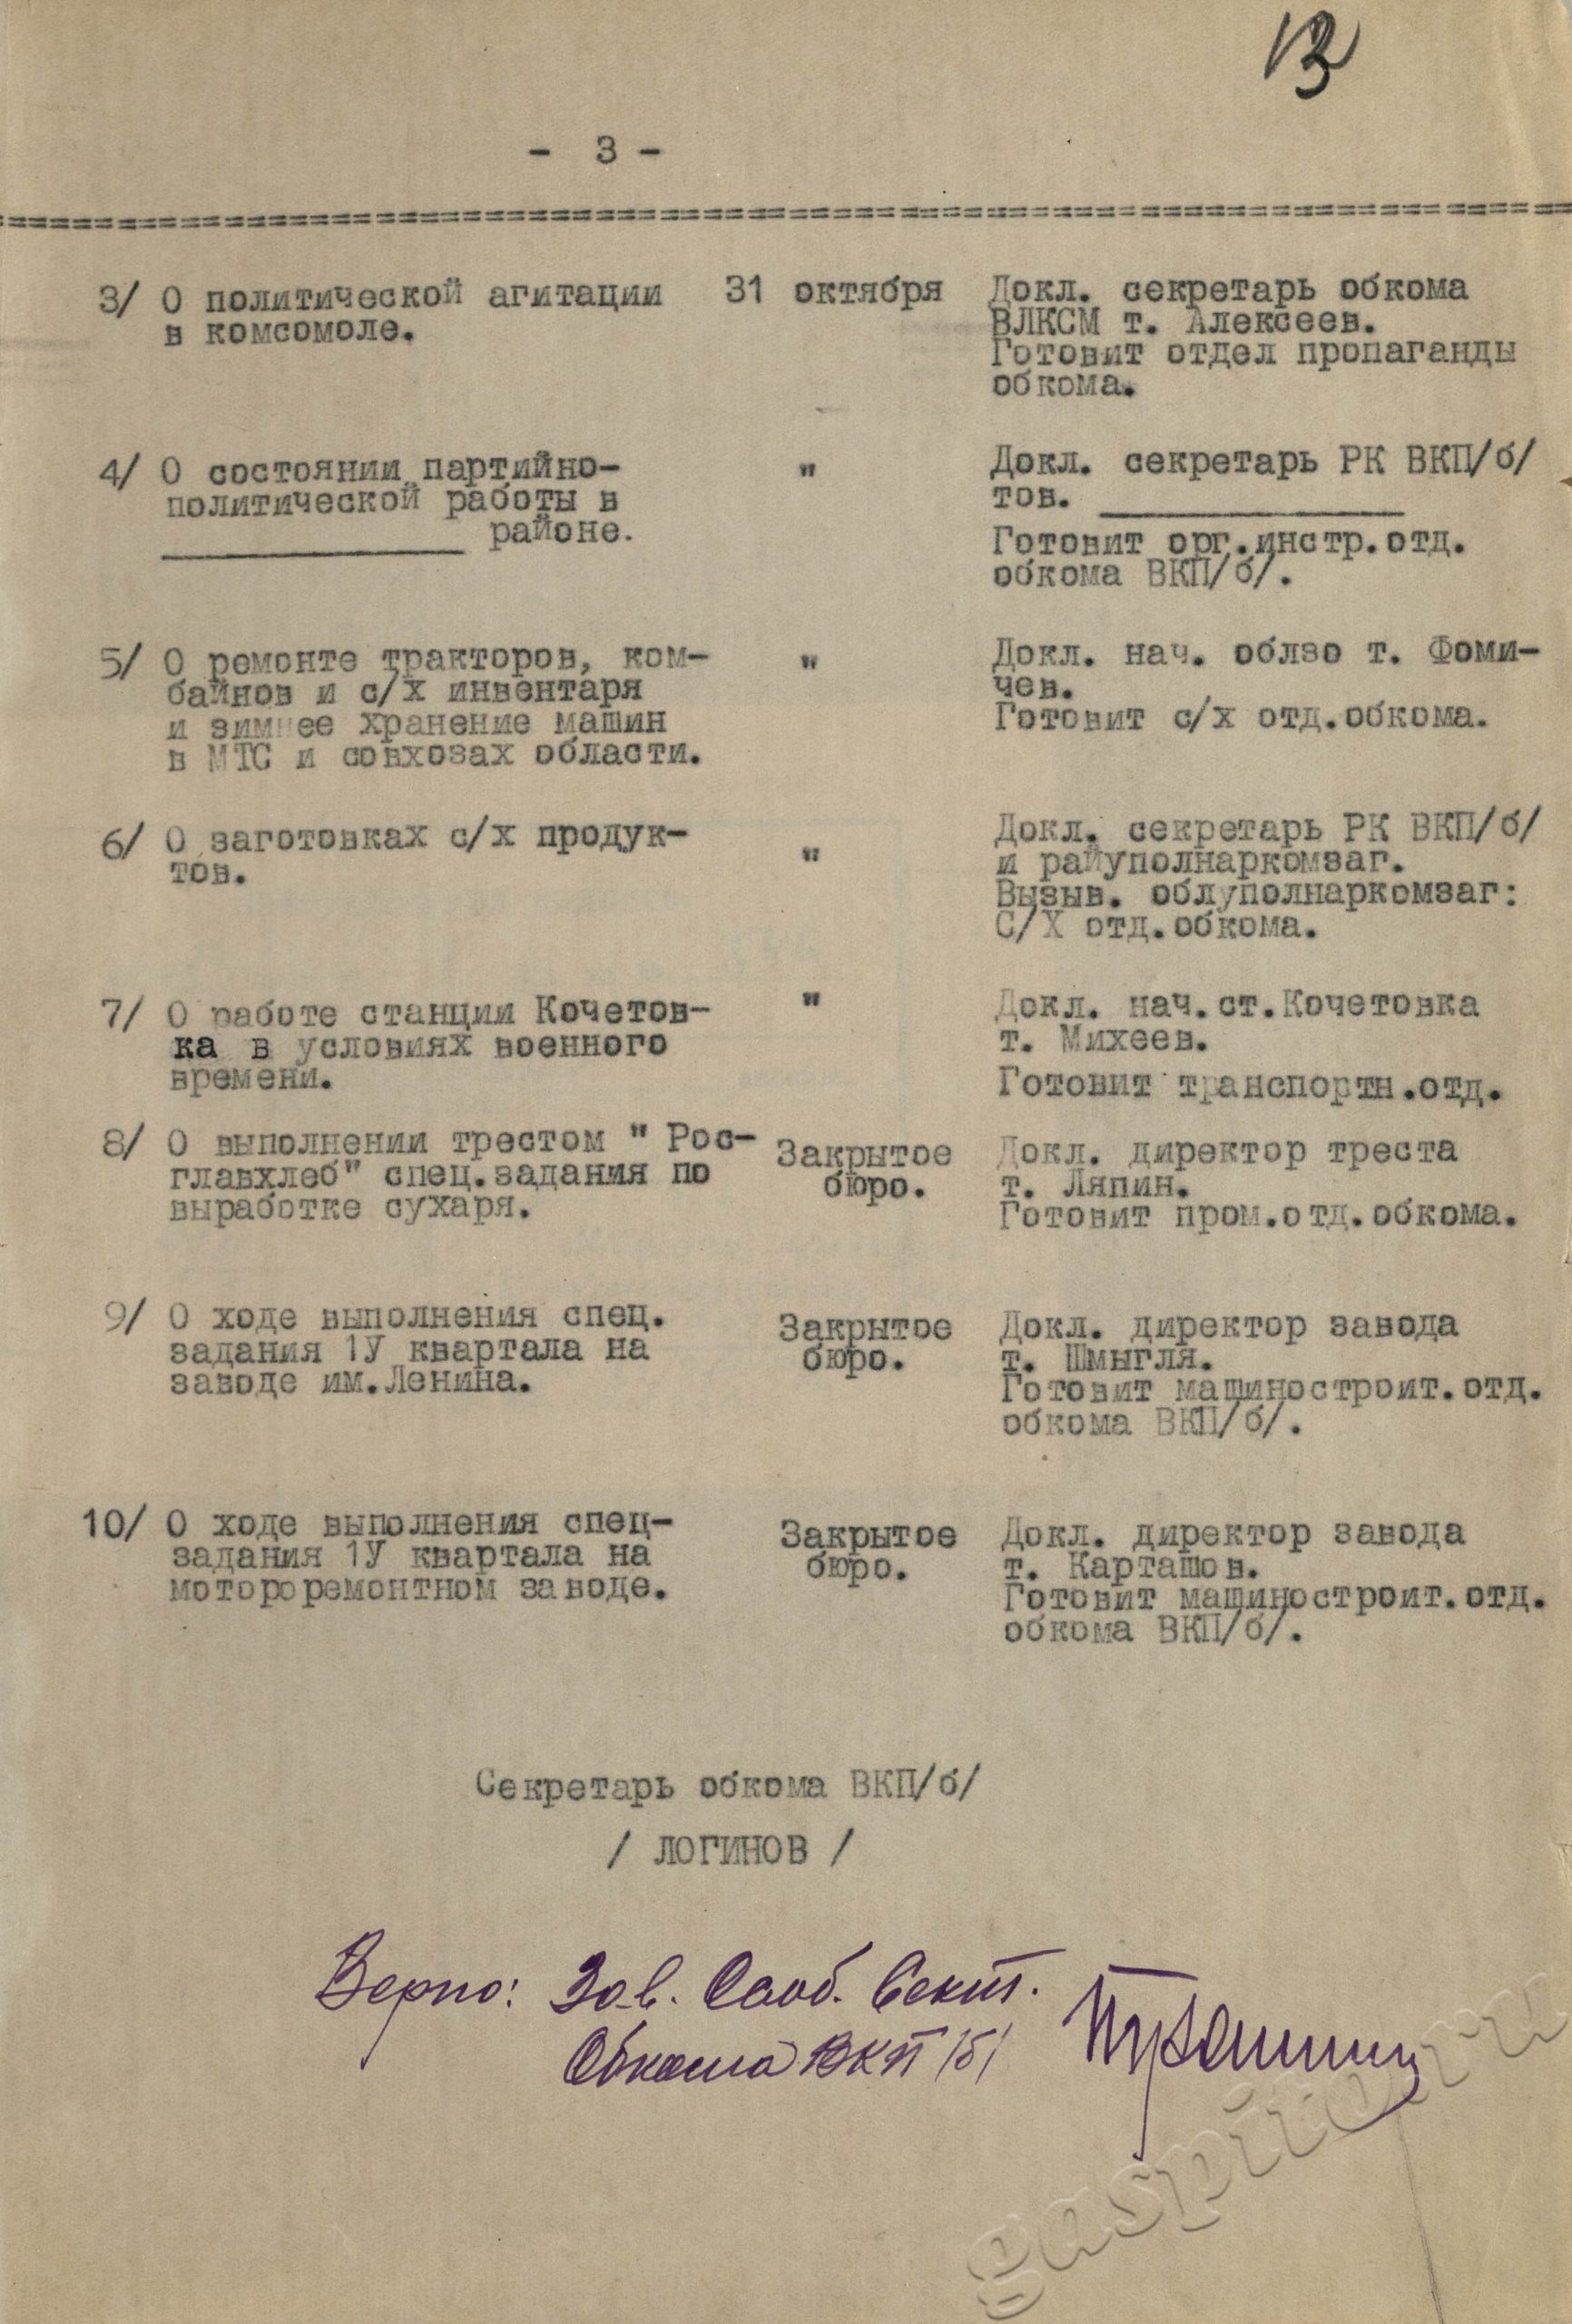 13
- 3 -
3/ О политической агитации 31 октября Докл. секретарь обкома
в комсомоле. ВЛКСМ т. Алексеев.
Готовит отдел пропаганды
обкома.
4/ О состоянии партийно- " Докл. секретарь РК ВКП/б/
политической работы в тов. ____________
____________ районе. Готовит орг.инстр.отд.
обкома ВКП/б/.
5/ О ремонте тракторов, ком- " Докл. нач. облзо т. Фоми-
байнов и с/х инвентаря чев.
и зимнее хранение машин Готовит с/х отд.обкома.
в МТС и совхозах области.
6/ О заготовках с/х продук- " Докл. секретарь РК ВКП/б/
тов. и райуполнаркомзаг.
Вызыв. облуполнаркомзаг:
С/Х отд.обкома.
7/ О работе станции Кочетов- " Докл. нач.ст.Кочетовка
ка в условиях военного т. Михеев.
времени. Готовит транспортн.отд.
8/ О выполнении трестом " Рос- Закрытое Докл. директор треста
главхлеб" спец.задания по бюро. т. Ляпин.
выработке сухаря. Готовит пром.отд.обкома.
9/ О ходе выполнения спец. Закрытое Докл. директор завода
задания 1У квартала на бюро. т. Шмыгля.
заводе им.Ленина. Готовит машиностроит.отд.
обкома ВКП/б/.
10/ О ходе выполнения спец- Закрытое Докл. директор завода
задания 1У квартала на бюро. т. Карташов.
мотороремонтном заводе. Готовит машиностроит.отд.
обкома ВКП/б/.
Секретарь обкома ВКП/б/
/ ЛОГИНОВ /
Верно: Зав. Особ. Сект.
Обкома ВКП/б/
gaspito.ru